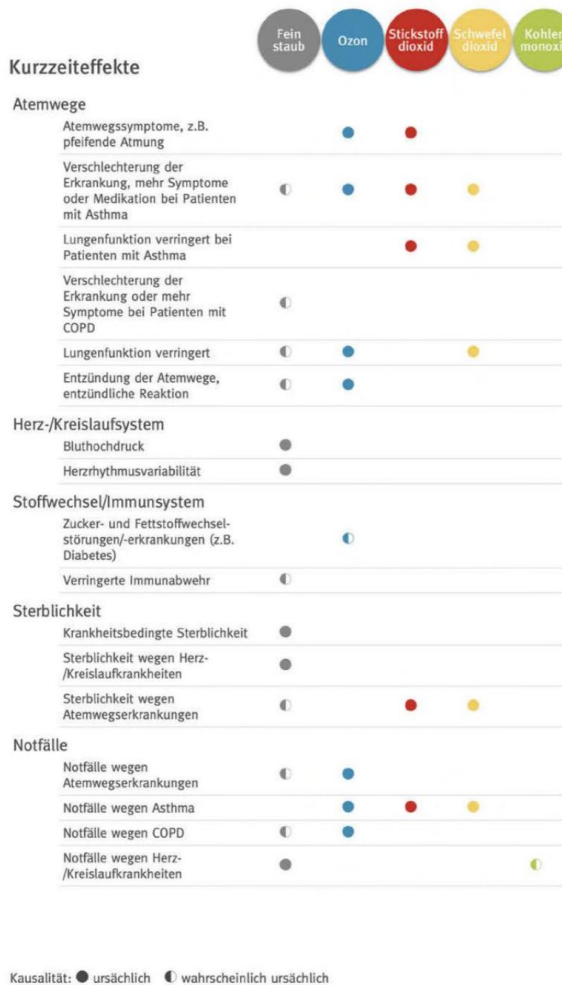 Fein
staub
Ozon
Stickstoff
dioxid
Schwefel
dioxid
Kohlen
monoxi
Kurzzeiteffekte
Atemwege
Atemwegssymptome, z.B.
pfeifende Atmung
Verschlechterung der
Erkrankung, mehr Symptome
oder Medikation bei Patienten
mit Asthma
Lungenfunktion verringert bei
Patienten mit Asthma
Verschlechterung der
Erkrankung oder mehr
Symptome bei Patienten mit
COPD
Lungenfunktion verringert
Entzündung der Atemwege,
entzündliche Reaktion
Herz-/Kreislaufsystem
Bluthochdruck
Herzrhythmusvariabilität
Stoffwechsel/Immunsystem
Zucker- und Fettstoffwechsel-
störungen/-erkrankungen (z.B.
Diabetes)
Verringerte Immunabwehr
Sterblichkeit
Krankheitsbedingte Sterblichkeit
Sterblichkeit wegen Herz-
/Kreislaufkrankheiten
Sterblichkeit wegen
Atemwegserkrankungen
Notfälle
Notfälle wegen
Atemwegserkrankungen
Notfälle wegen Asthma
Notfälle wegen COPD
Notfälle wegen Herz-
/Kreislaufkrankheiten
Kausalität: ursächlich wahrscheinlich ursächlich